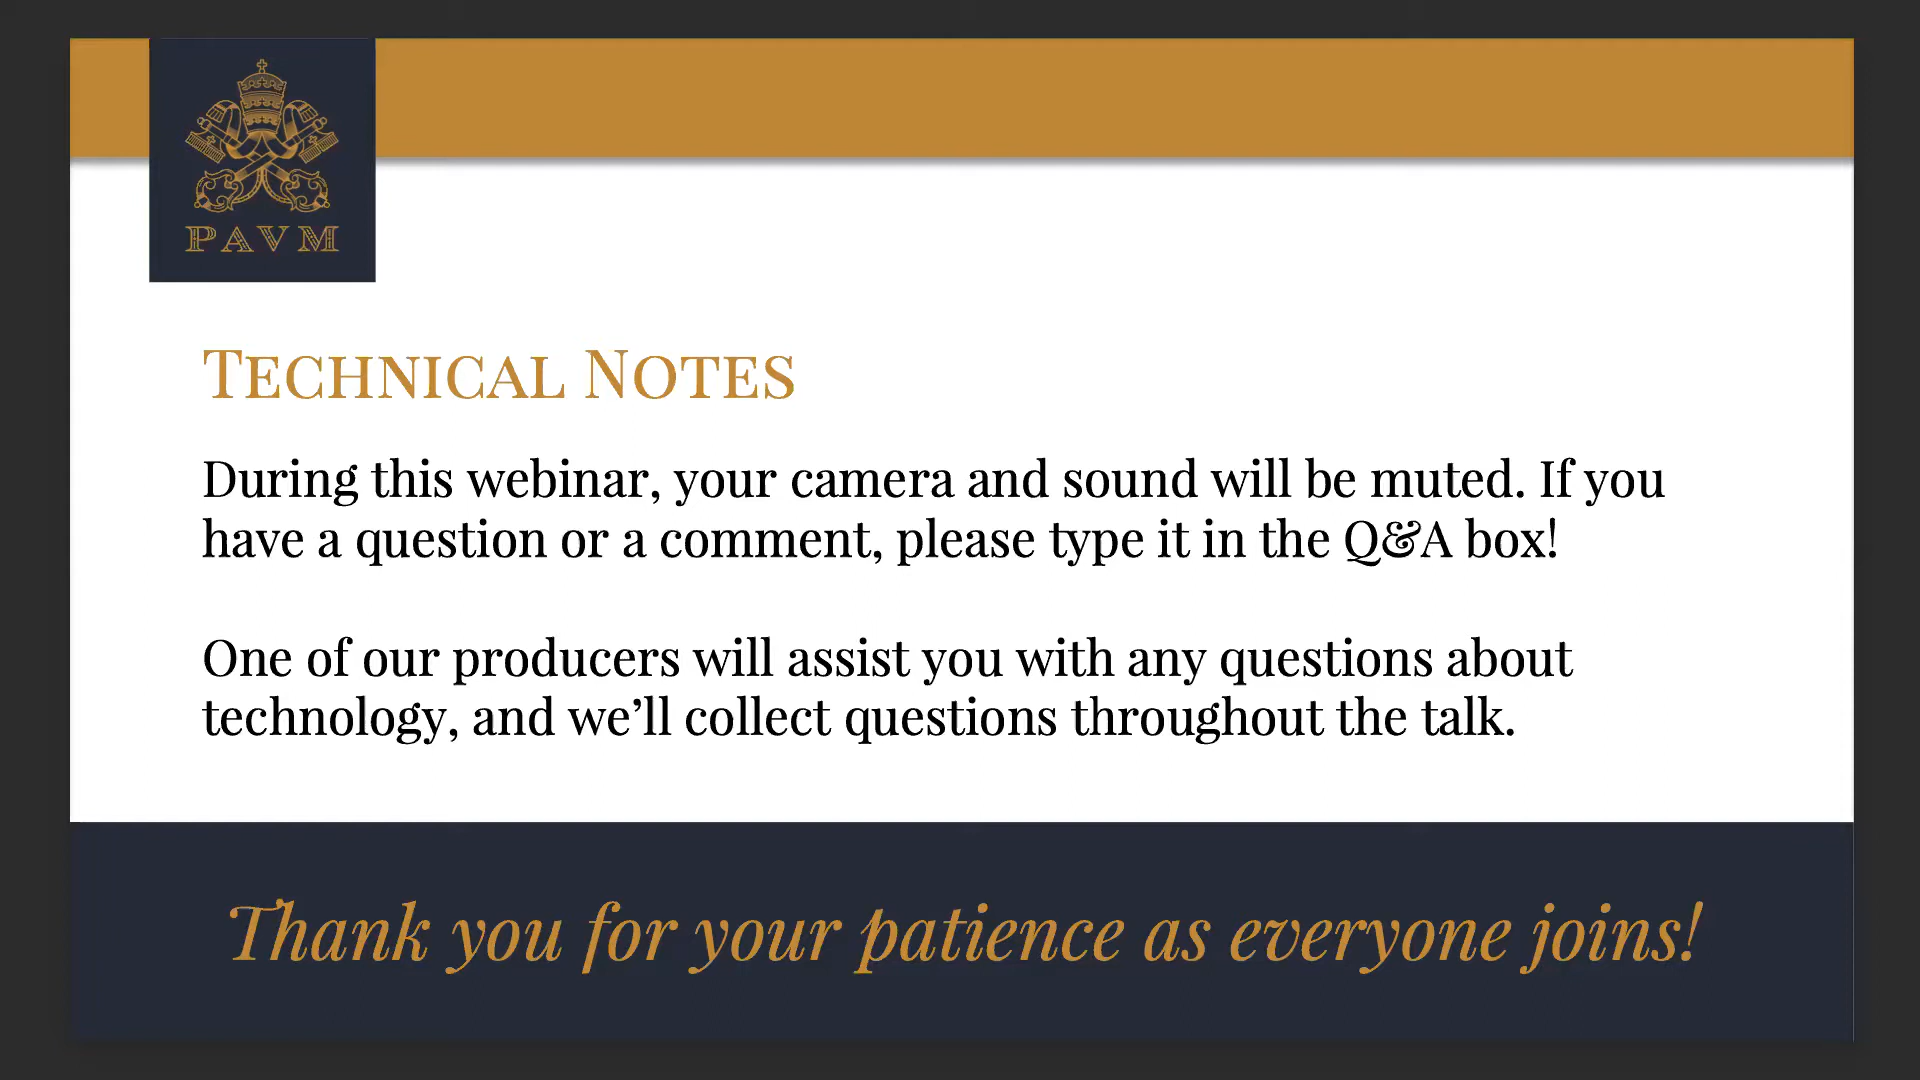 PAVM
Technical Notes
During this webinar, your camera and sound will be muted. If you
have a question or a comment, please type it in the Q&A box!
One of our producers will assist you with any questions about
technology, and we’ll collect questions throughout the talk.
Thank you for your patience as everyone joins!